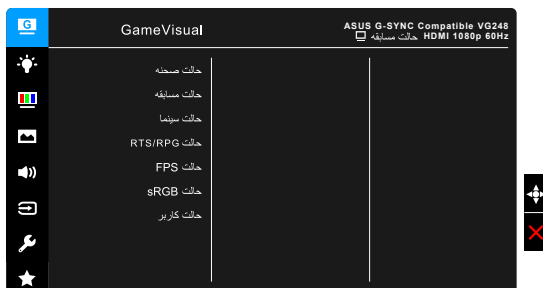 G
GameVisual
ASUS G-SYNC Compatible VG248
HDMI 1080p 60Hz حالت مسابقه
حالت صحنه
حالت مسابقه
حالت سینما
حالت RTS/RPG
حالت FPS
حالت sRGB
حالت کاربر